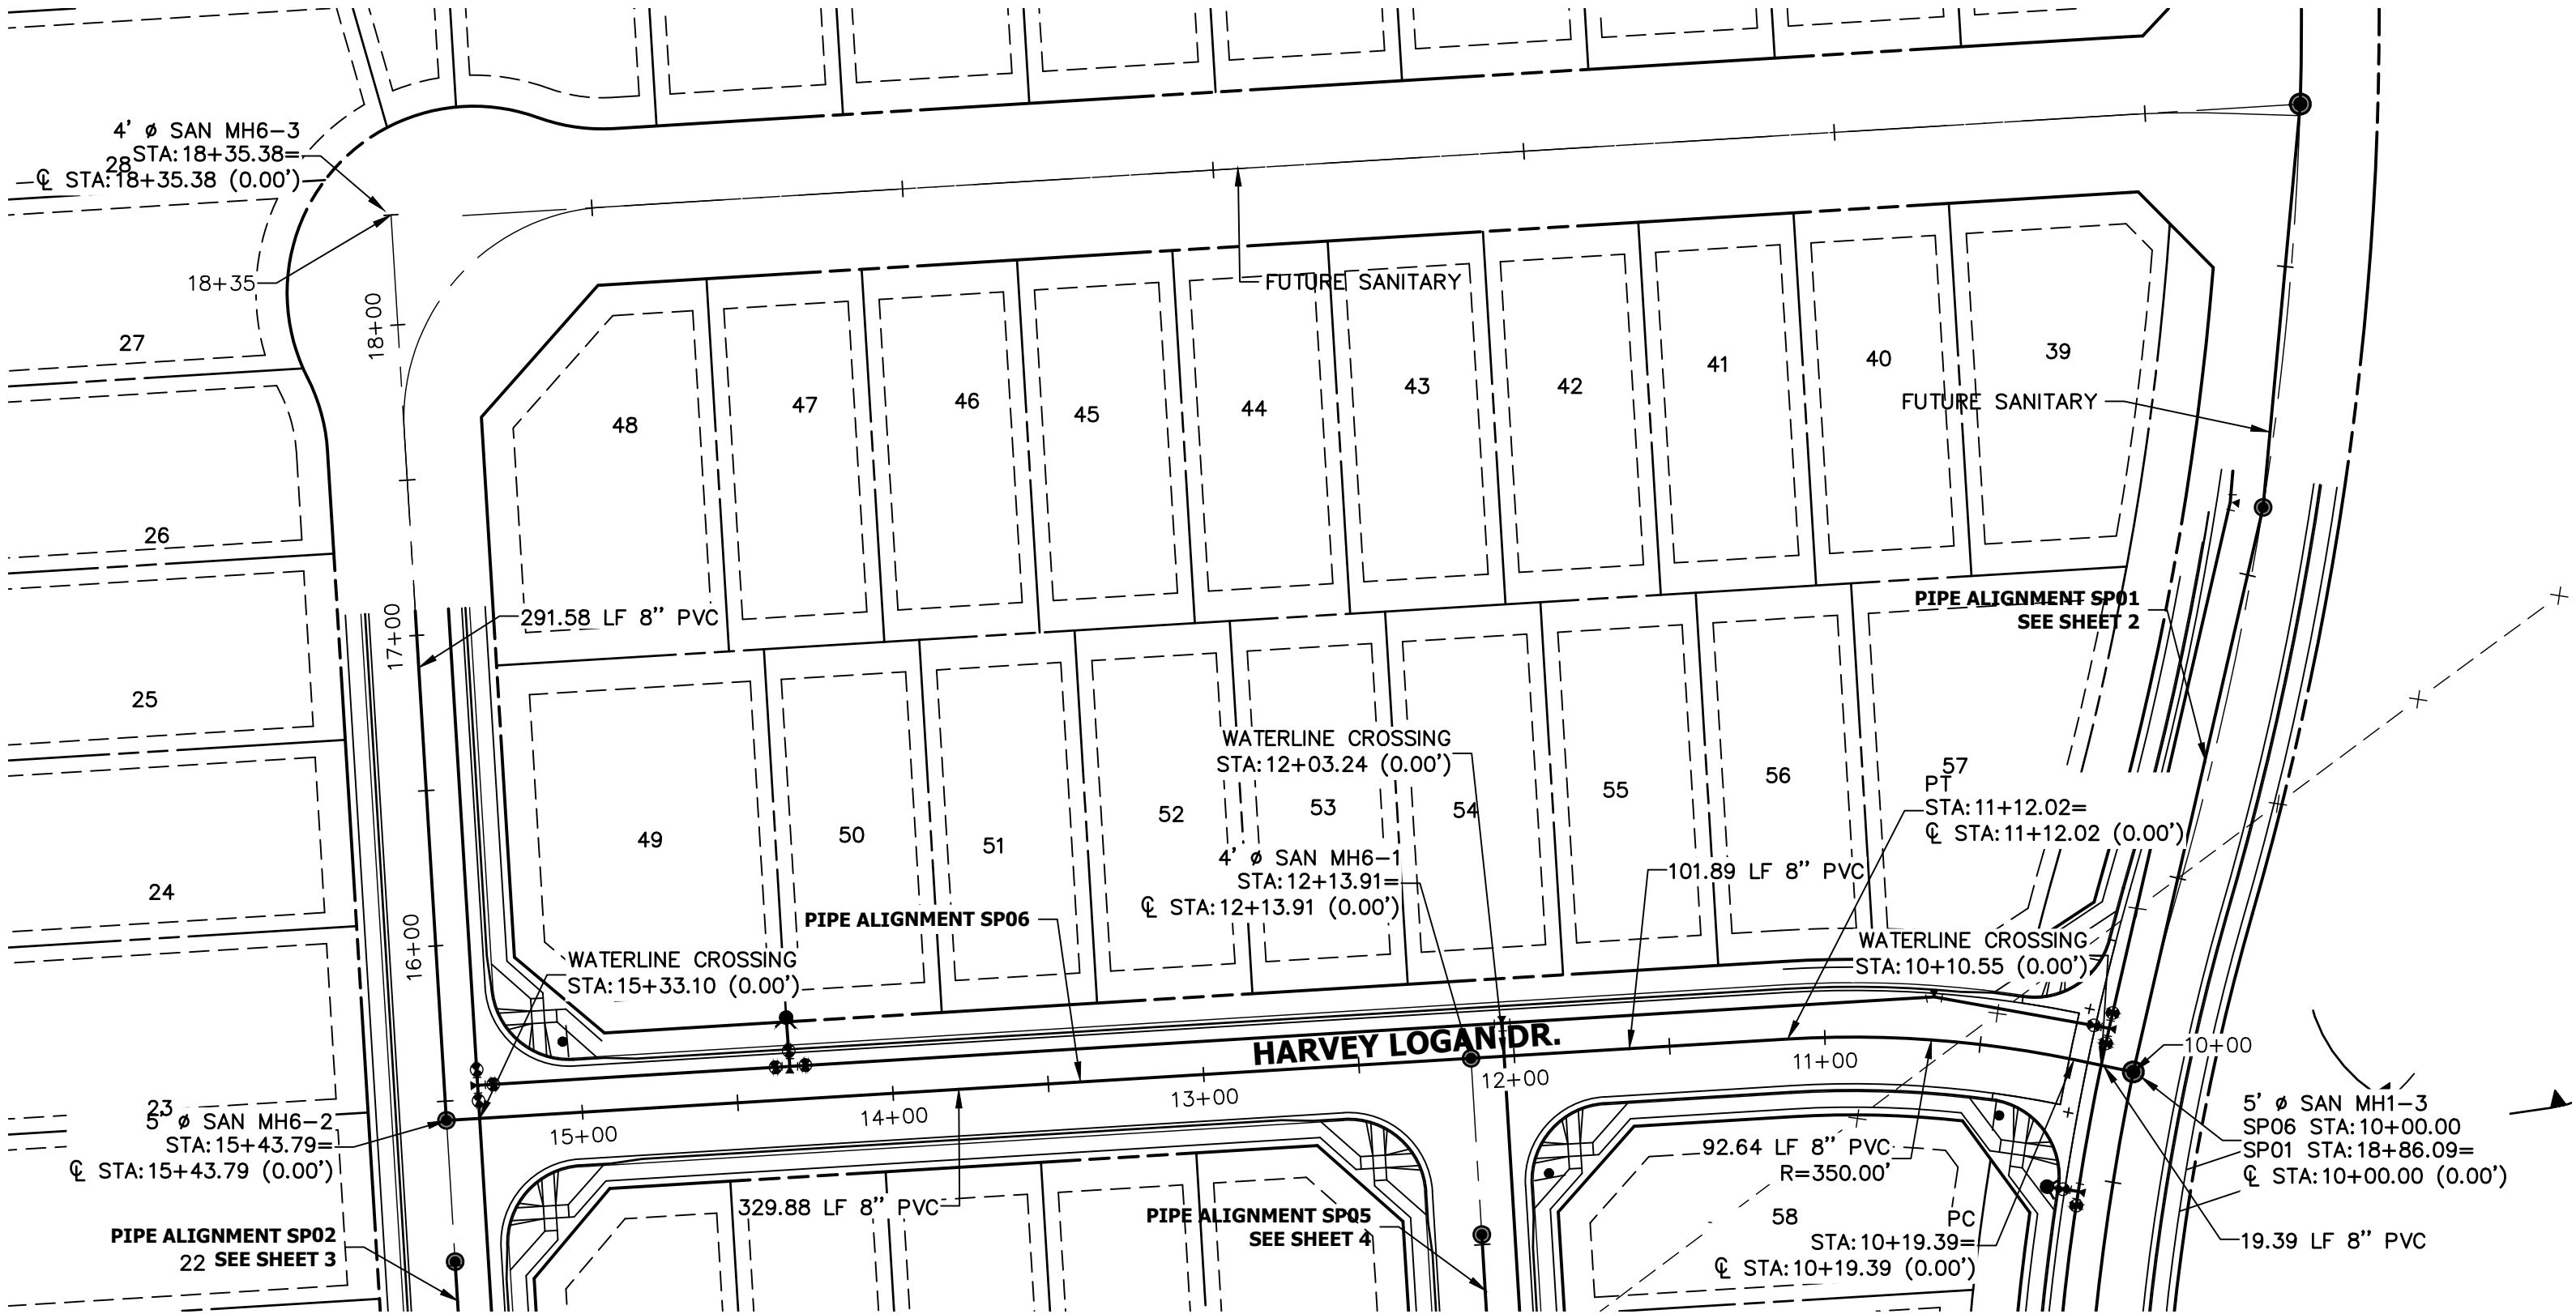 4' ø SAN MH6-3
STA:18+35.38=
28
℄ STA:18+35.38 (0.00')
18+35
18+00
27
FUTURE SANITARY
48
47
46
45
44
43
42
41
40
39
FUTURE SANITARY
26
17+00
291.58 LF 8" PVC
PIPE ALIGNMENT SP01
SEE SHEET 2
25
WATERLINE CROSSING
STA:12+03.24 (0.00')
49
50
51
52
53
54
55
56
57
PT
STA:11+12.02=
℄ STA:11+12.02 (0.00')
24
4' ø SAN MH6-1
STA:12+13.91=
℄ STA:12+13.91 (0.00')
101.89 LF 8" PVC
PIPE ALIGNMENT SP06
16+00
WATERLINE CROSSING
STA:15+33.10 (0.00')
WATERLINE CROSSING
STA:10+10.55 (0.00')
HARVEY LOGAN DR.
15+00
14+00
13+00
12+00
11+00
10+00
23
5' ø SAN MH6-2
STA:15+43.79=
℄ STA:15+43.79 (0.00')
5' ø SAN MH1-3
SP06 STA:10+00.00
SP01 STA:18+86.09=
℄ STA:10+00.00 (0.00')
92.64 LF 8" PVC
R=350.00'
329.88 LF 8" PVC
PIPE ALIGNMENT SP02
22 SEE SHEET 3
PIPE ALIGNMENT SP05
SEE SHEET 4
58
PC
STA:10+19.39=
℄ STA:10+19.39 (0.00')
19.39 LF 8" PVC